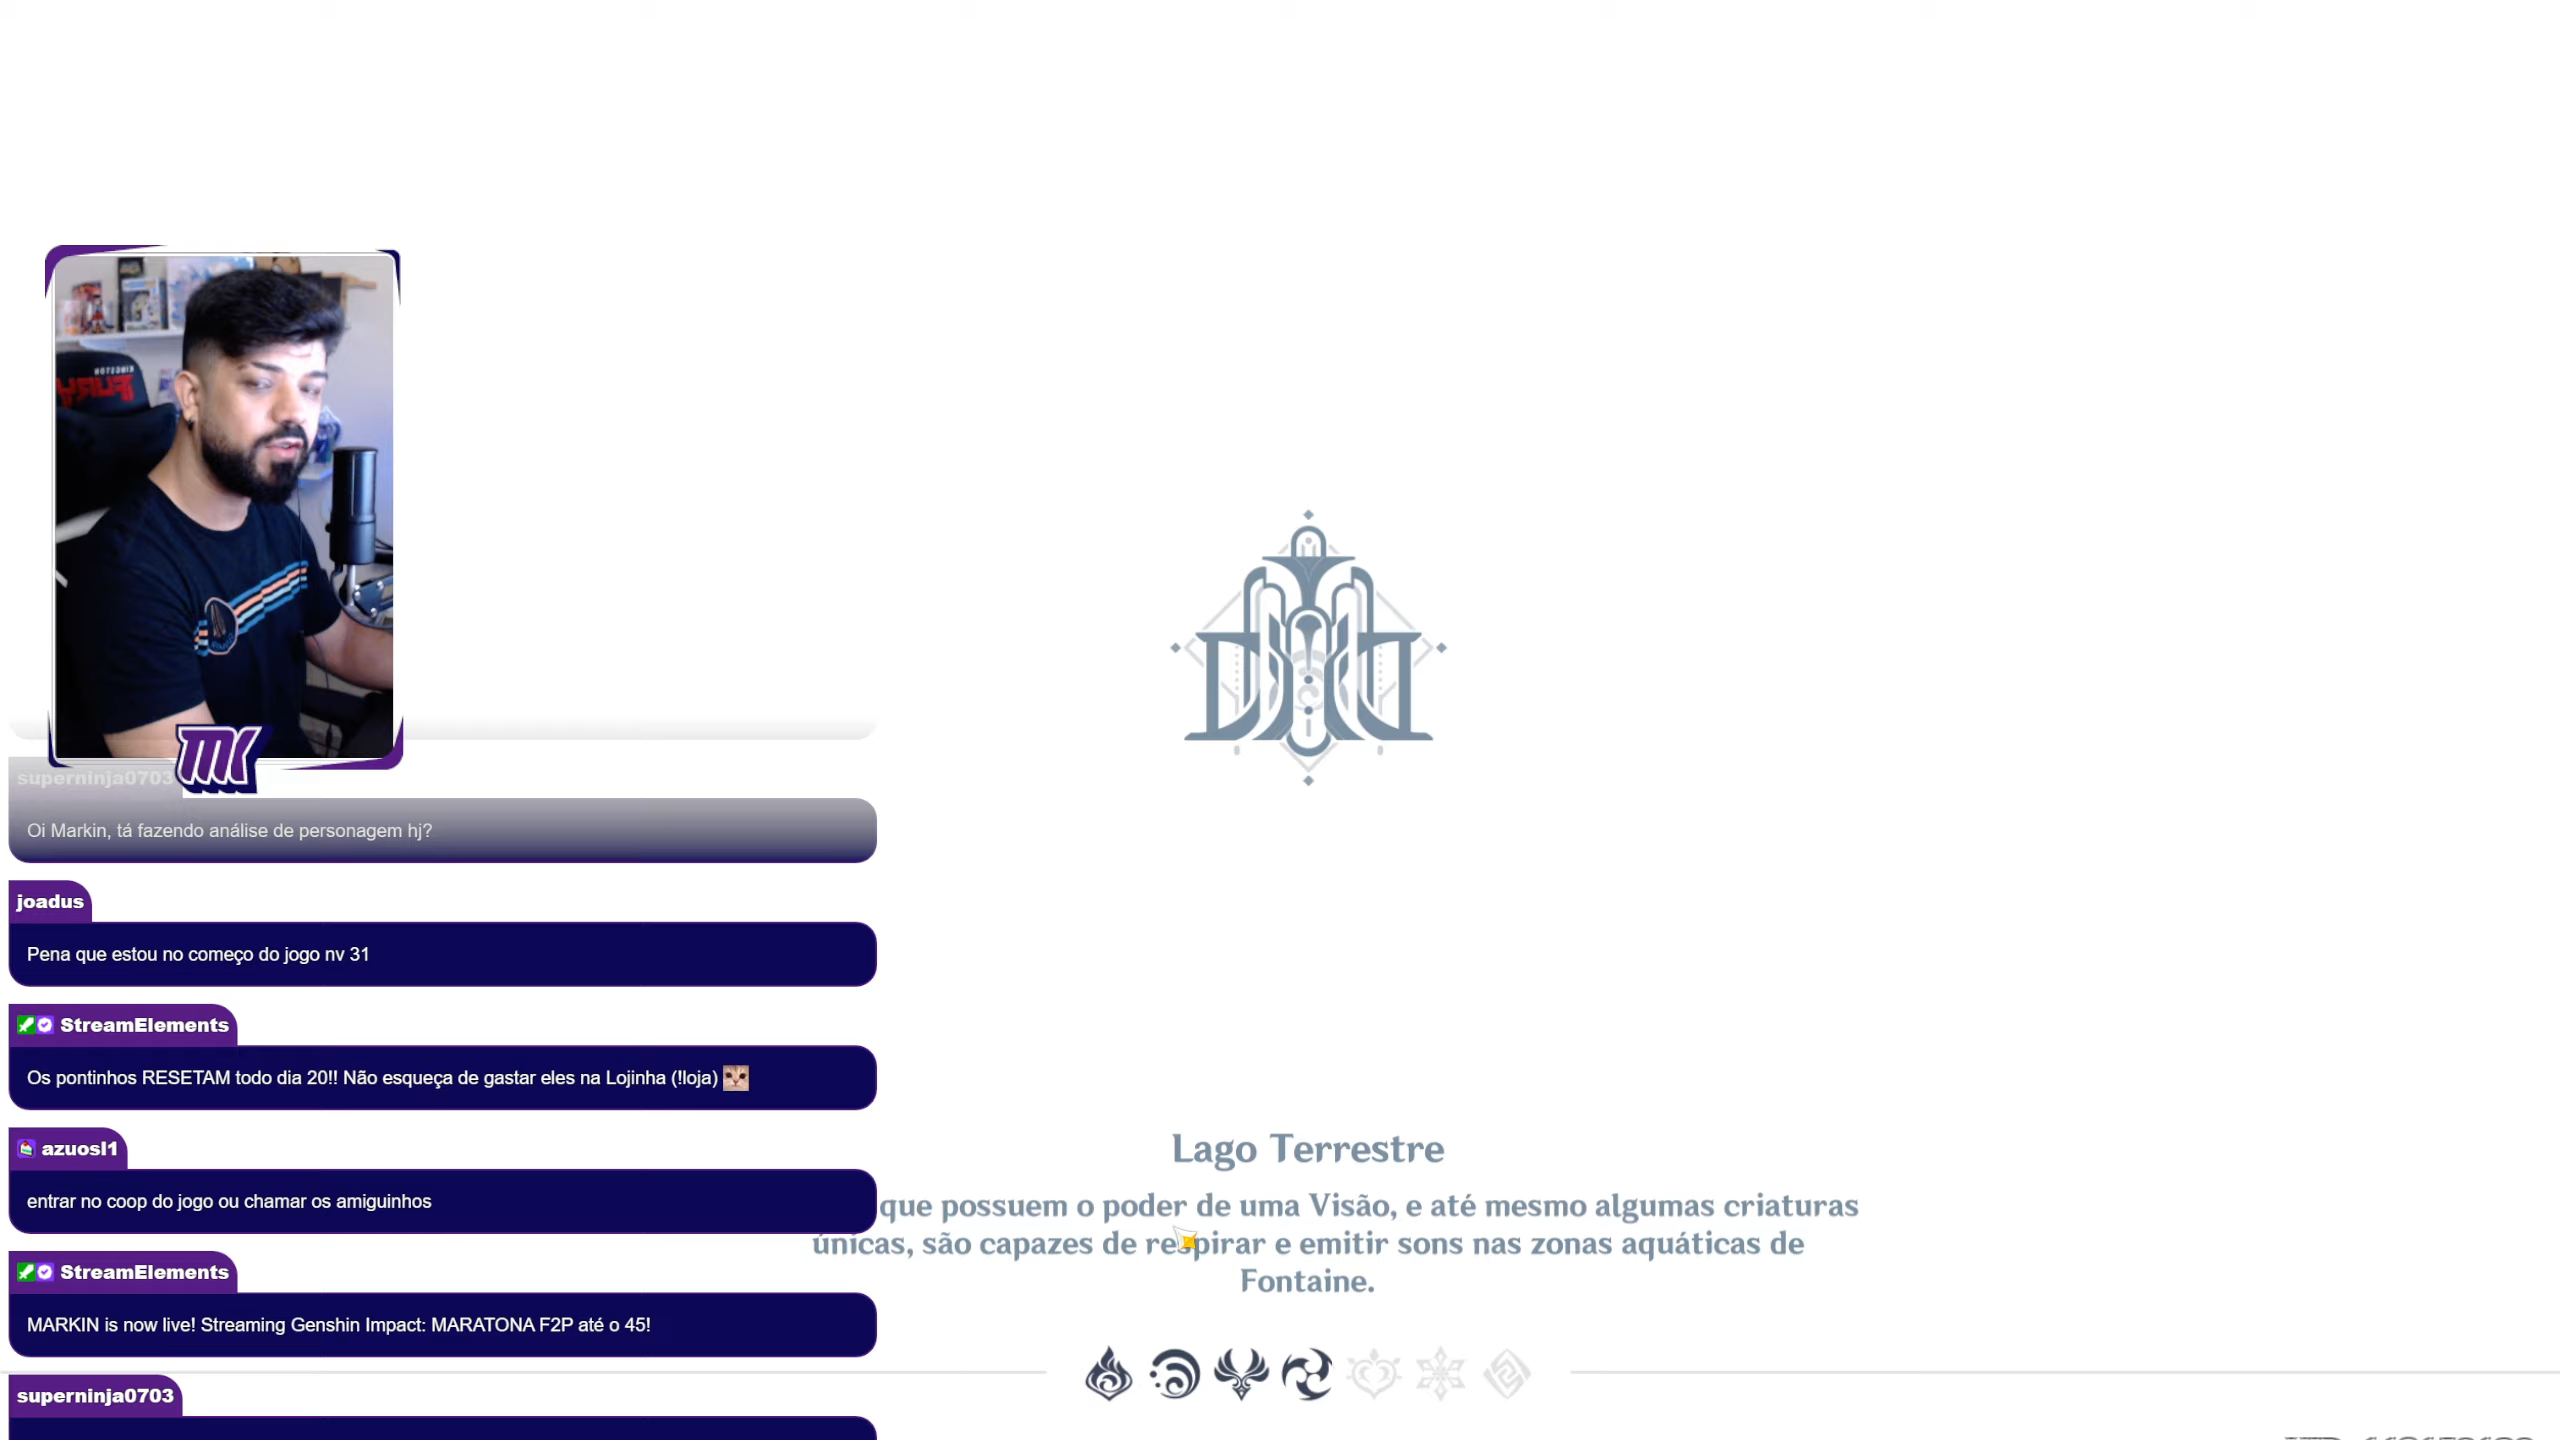 KINGSTON
FURY
MK
superninja0703
Oi Markin, tá fazendo análise de personagem hj?
joadus
Pena que estou no começo do jogo nv 31
StreamElements
Os pontinhos RESETAM todo dia 20!! Não esqueça de gastar eles na Lojinha (!loja)
azuosl1
entrar no coop do jogo ou chamar os amiguinhos
StreamElements
MARKIN is now live! Streaming Genshin Impact: MARATONA F2P até o 45!
superninja0703
Lago Terrestre
que possuem o poder de uma Visão, e até mesmo algumas criaturas
únicas, são capazes de respirar e emitir sons nas zonas aquáticas de
Fontaine.